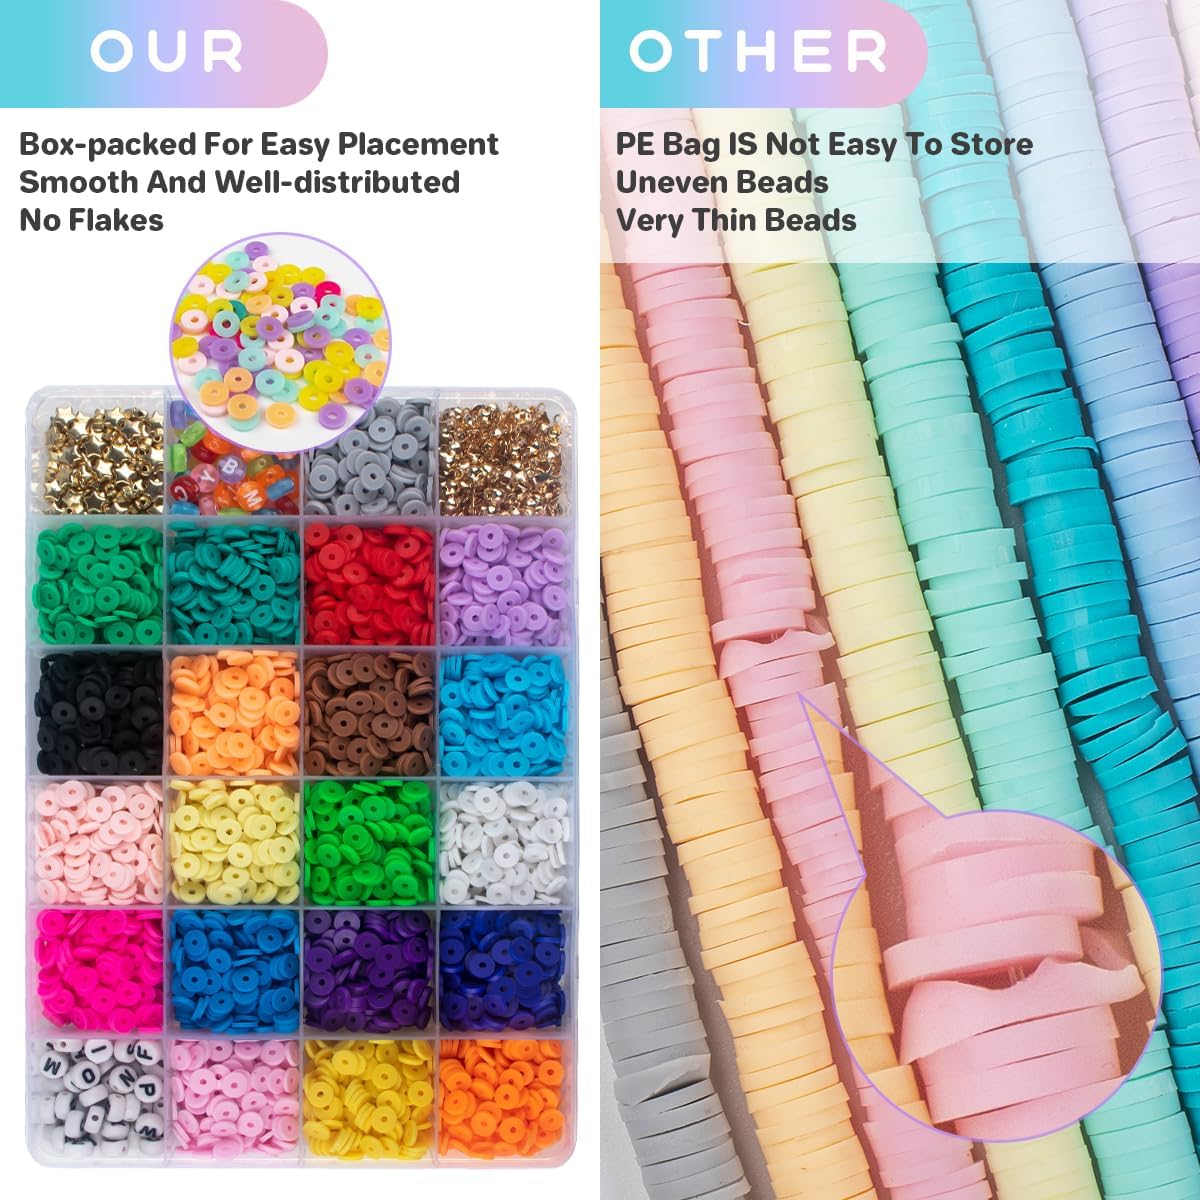 OUR
Box-packed For Easy Placement
Smooth And Well-distributed
No Flakes
OTHER
PE Bag IS Not Easy To Store
Uneven Beads
Very Thin Beads